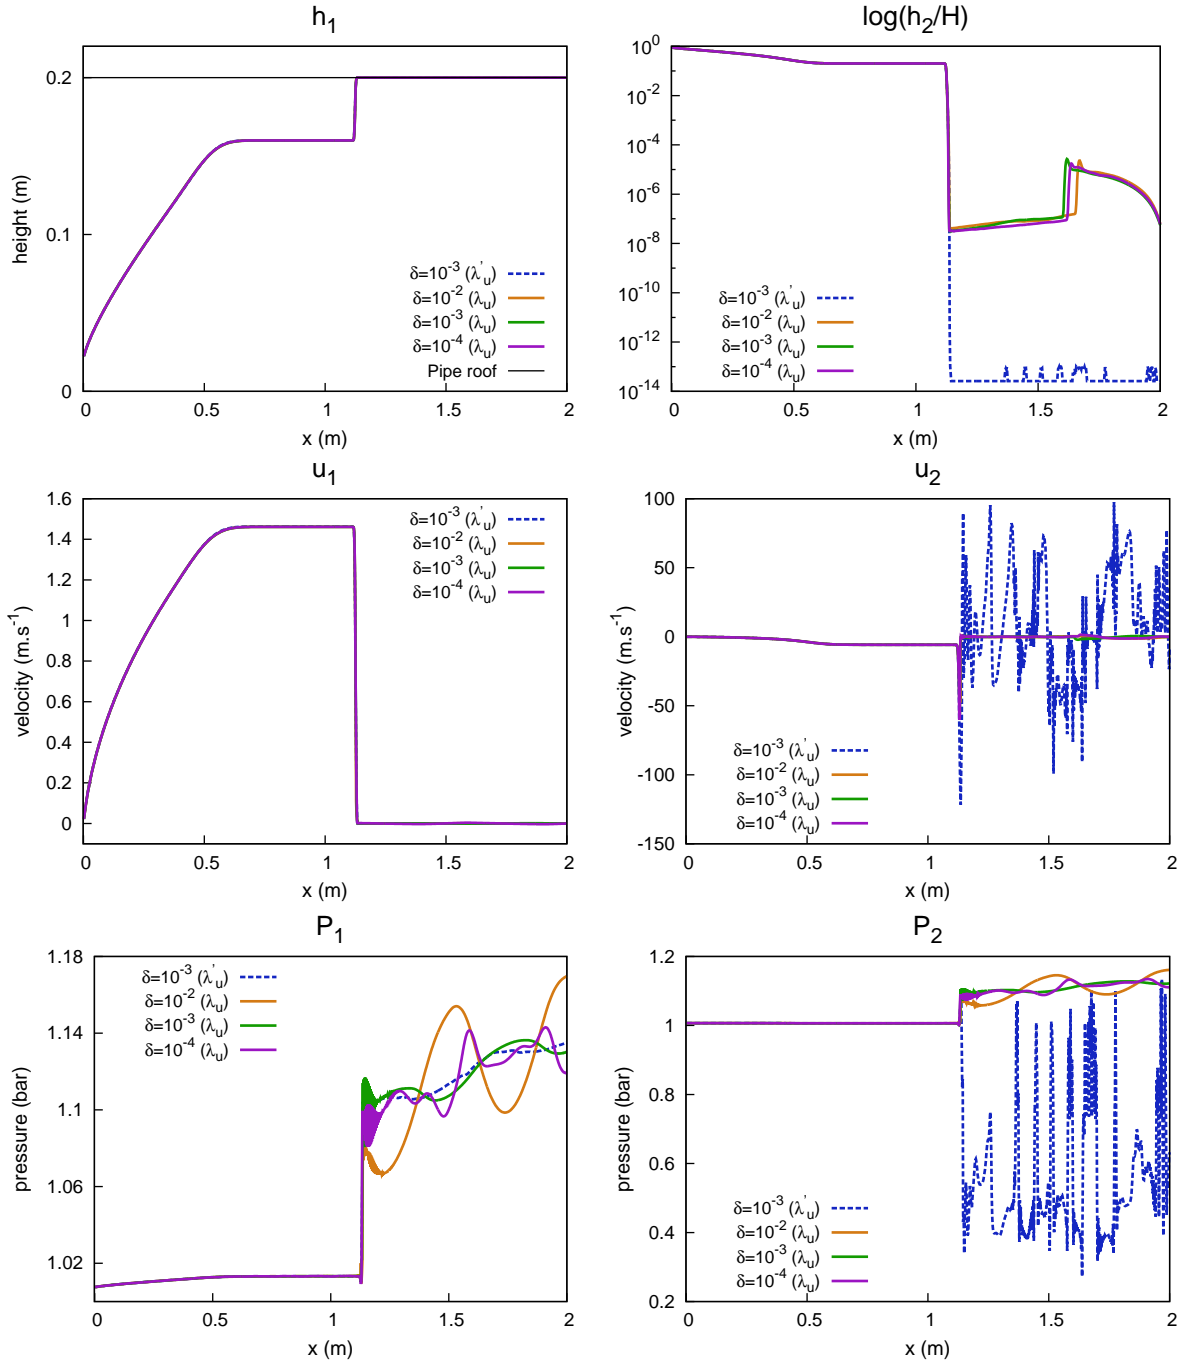 h1
0.2
0.1
0
height (m)
0 0.5 1 1.5 2
x (m)
δ=10-3 (λ'u)
δ=10-2 (λu)
δ=10-3 (λu)
δ=10-4 (λu)
Pipe roof
log(h2/H)
100
10-2
10-4
10-6
10-8
10-10
10-12
10-14
0 0.5 1 1.5 2
x (m)
δ=10-3 (λ'u)
δ=10-2 (λu)
δ=10-3 (λu)
δ=10-4 (λu)
u1
1.6
1.4
1.2
1
0.8
0.6
0.4
0.2
0
velocity (m.s-1)
0 0.5 1 1.5 2
x (m)
δ=10-3 (λ'u)
δ=10-2 (λu)
δ=10-3 (λu)
δ=10-4 (λu)
u2
100
50
0
-50
-100
-150
velocity (m.s-1)
0 0.5 1 1.5 2
x (m)
δ=10-3 (λ'u)
δ=10-2 (λu)
δ=10-3 (λu)
δ=10-4 (λu)
P1
1.18
1.14
1.1
1.06
1.02
pressure (bar)
0 0.5 1 1.5 2
x (m)
δ=10-3 (λ'u)
δ=10-2 (λu)
δ=10-3 (λu)
δ=10-4 (λu)
P2
1.2
1
0.8
0.6
0.4
0.2
pressure (bar)
0 0.5 1 1.5 2
x (m)
δ=10-3 (λ'u)
δ=10-2 (λu)
δ=10-3 (λu)
δ=10-4 (λu)